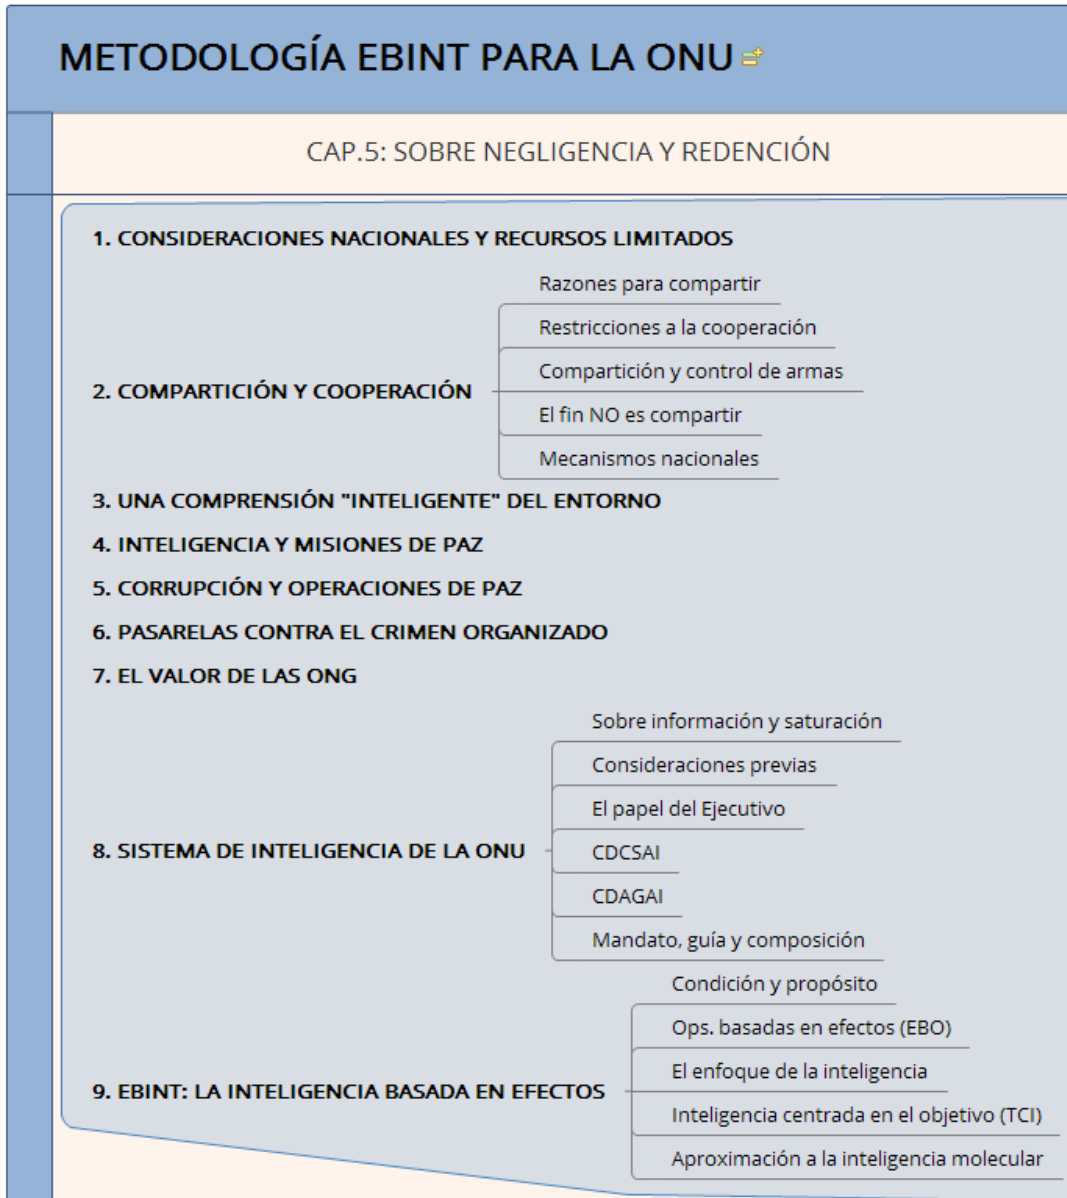 METODOLOGÍA EBINT PARA LA ONU
CAP.5: SOBRE NEGLIGENCIA Y REDENCIÓN
1. CONSIDERACIONES NACIONALES Y RECURSOS LIMITADOS
2. COMPARTICIÓN Y COOPERACIÓN
Razones para compartir
Restricciones a la cooperación
Compartición y control de armas
El fin NO es compartir
Mecanismos nacionales
3. UNA COMPRENSIÓN "INTELIGENTE" DEL ENTORNO
4. INTELIGENCIA Y MISIONES DE PAZ
5. CORRUPCIÓN Y OPERACIONES DE PAZ
6. PASARELAS CONTRA EL CRIMEN ORGANIZADO
7. EL VALOR DE LAS ONG
8. SISTEMA DE INTELIGENCIA DE LA ONU
Sobre información y saturación
Consideraciones previas
El papel del Ejecutivo
CDCSAI
CDAGAI
Mandato, guía y composición
9. EBINT: LA INTELIGENCIA BASADA EN EFECTOS
Condición y propósito
Ops. basadas en efectos (EBO)
El enfoque de la inteligencia
Inteligencia centrada en el objetivo (TCI)
Aproximación a la inteligencia molecular